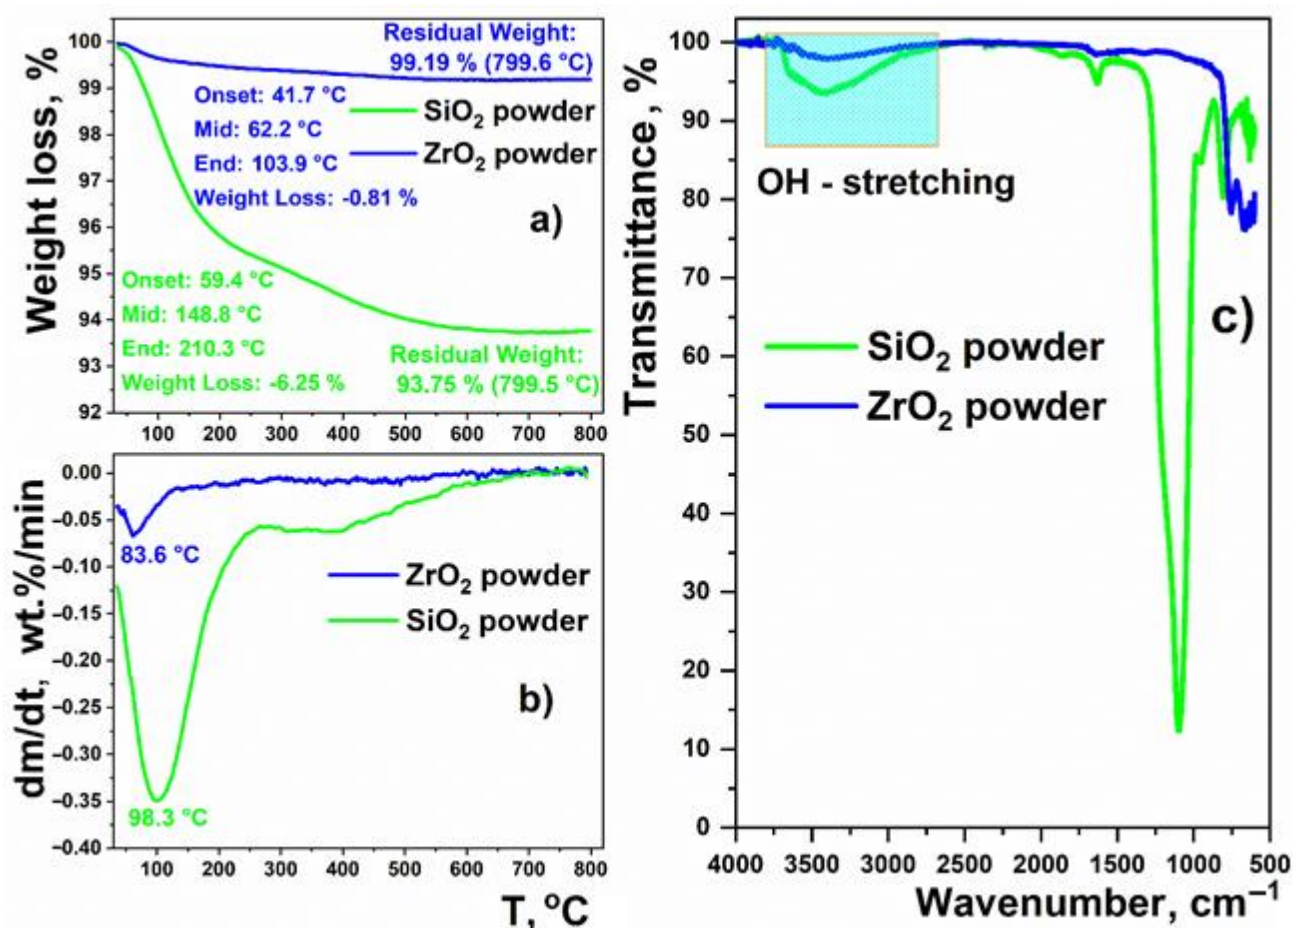 Weight loss, %
100
99
98
97
96
95
94
93
92
100 200 300 400 500 600 700 800
Residual Weight:
99.19 % (799.6 °C)
Onset: 41.7 °C
Mid: 62.2 °C
End: 103.9 °C
Weight Loss: -0.81 %
SiO₂ powder
ZrO₂ powder
a)
Onset: 59.4 °C
Mid: 148.8 °C
End: 210.3 °C
Weight Loss: -6.25 %
Residual Weight:
93.75 % (799.5 °C)
dm/dt, wt.%/min
0.00
−0.05
−0.10
−0.15
−0.20
−0.25
−0.30
−0.35
−0.40
83.6 °C
ZrO₂ powder
SiO₂ powder
b)
98.3 °C
100 200 300 400 500 600 700 800
T, °C
Transmittance, %
100
90
80
70
60
50
40
30
20
10
0
OH - stretching
c)
SiO₂ powder
ZrO₂ powder
4000 3500 3000 2500 2000 1500 1000 500
Wavenumber, cm⁻¹